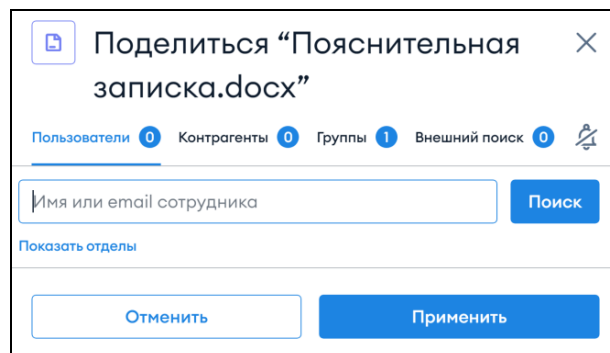 Поделиться “Пояснительная
записка.docx”
Пользователи 0 Контрагенты 0 Группы 1 Внешний поиск 0
Имя или email сотрудника Поиск
Показать отделы
Отменить Применить